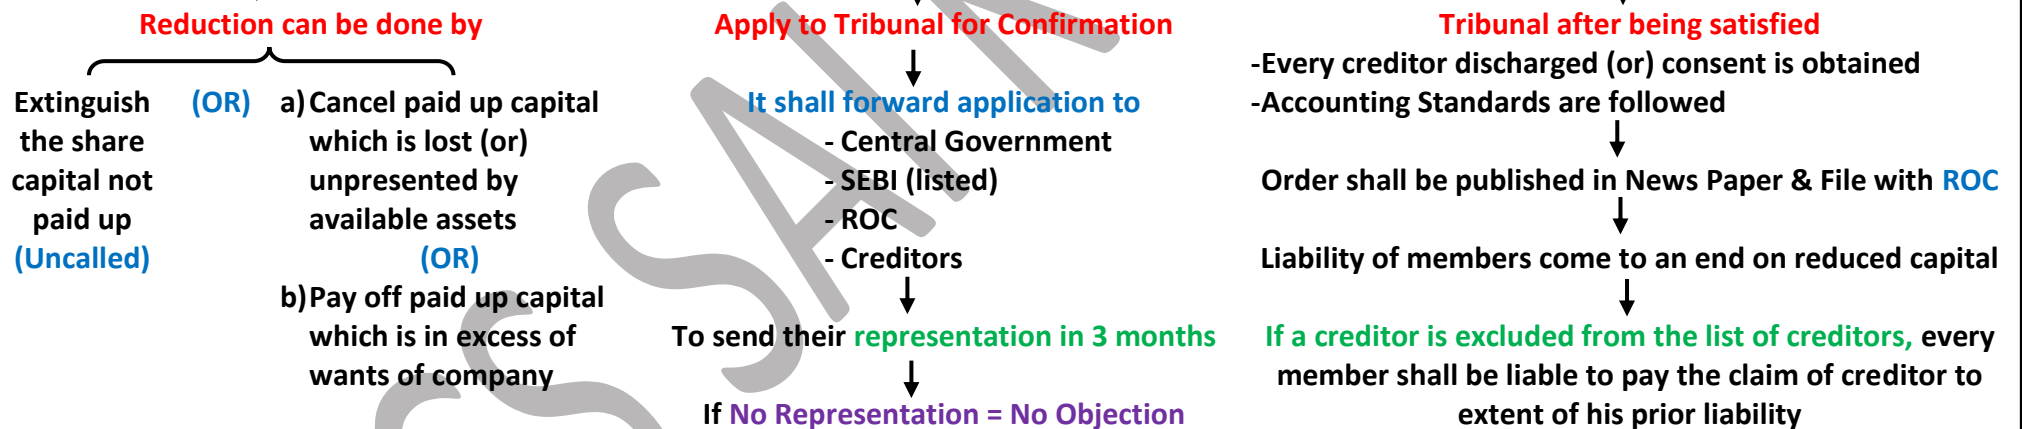 Reduction can be done by
Extinguish
the share
capital not
paid up
(Uncalled)
(OR)
a) Cancel paid up capital
which is lost (or)
unpresented by
available assets
(OR)
b) Pay off paid up capital
which is in excess of
wants of company
Apply to Tribunal for Confirmation
It shall forward application to
- Central Government
- SEBI (listed)
- ROC
- Creditors
To send their representation in 3 months
If No Representation = No Objection
Tribunal after being satisfied
-Every creditor discharged (or) consent is obtained
-Accounting Standards are followed
Order shall be published in News Paper & File with ROC
Liability of members come to an end on reduced capital
If a creditor is excluded from the list of creditors, every
member shall be liable to pay the claim of creditor to
extent of his prior liability